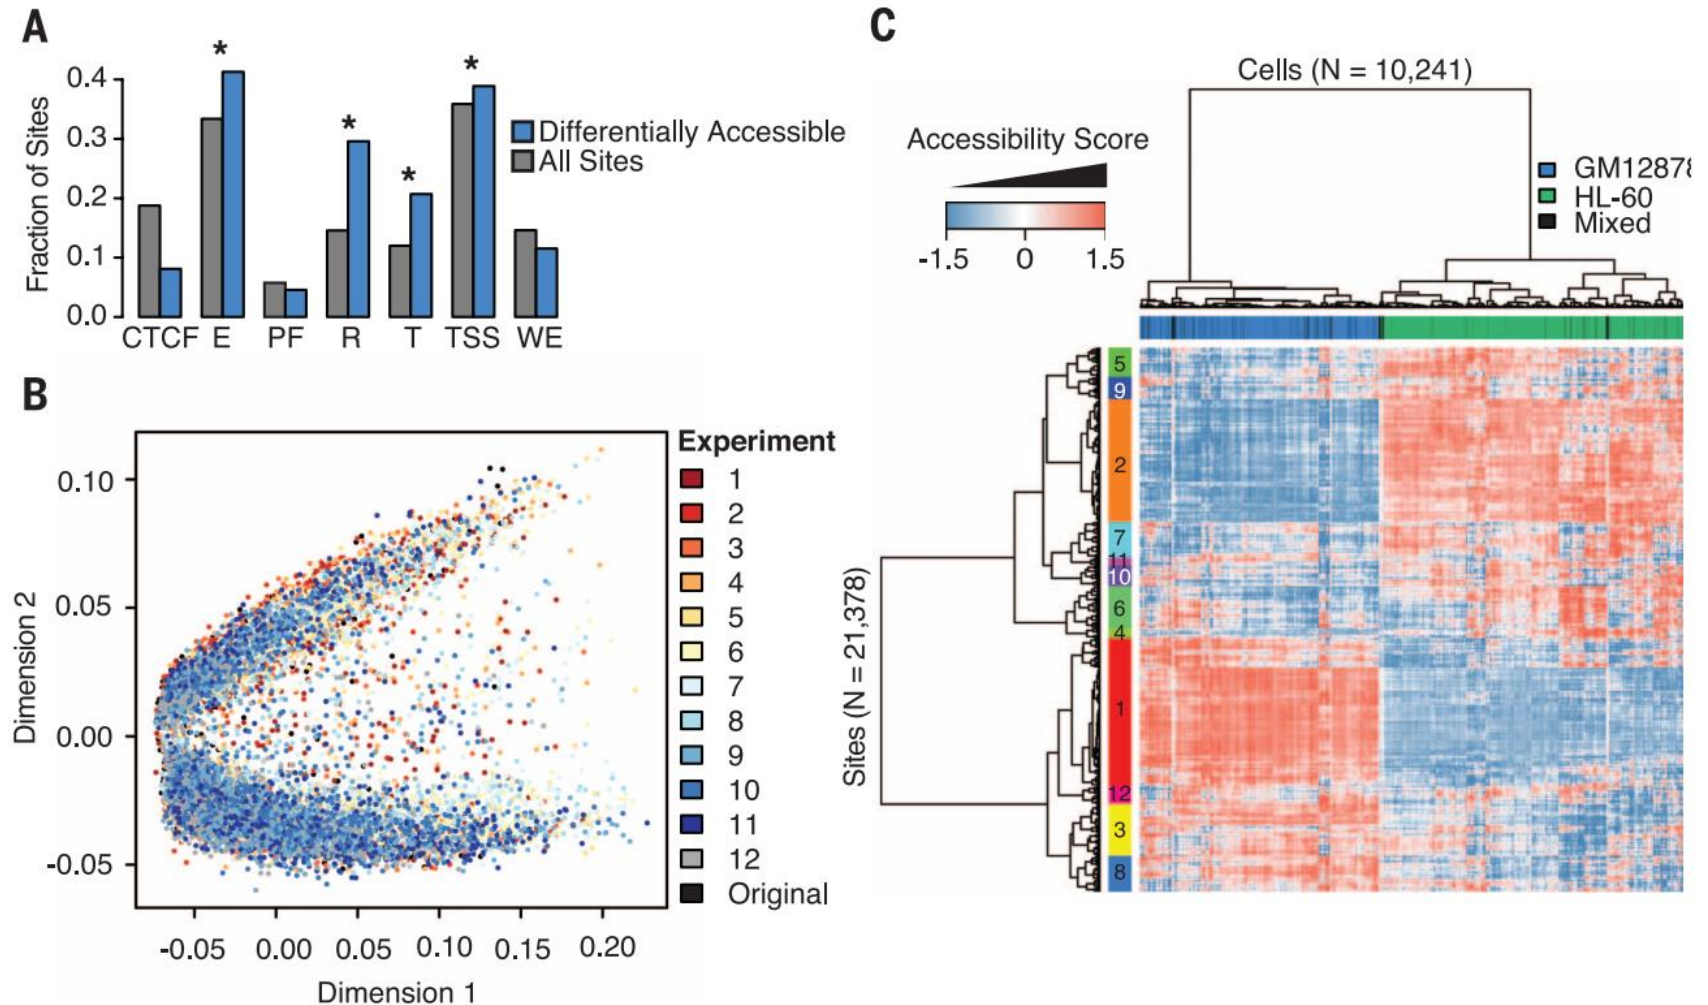 A
0.4
0.3
0.2
0.1
0.0
Fraction of Sites
CTCF E PF R T TSS WE
* * * *
Differentially Accessible
All Sites
B
0.10
0.05
0.00
-0.05
Dimension 2
-0.05 0.00 0.05 0.10 0.15 0.20
Dimension 1
Experiment
1
2
3
4
5
6
7
8
9
10
11
12
Original
C
Cells (N = 10,241)
Accessibility Score
-1.5 0 1.5
GM12878
HL-60
Mixed
Sites (N = 21,378)
5
9
2
7
11
10
6
4
1
12
3
8